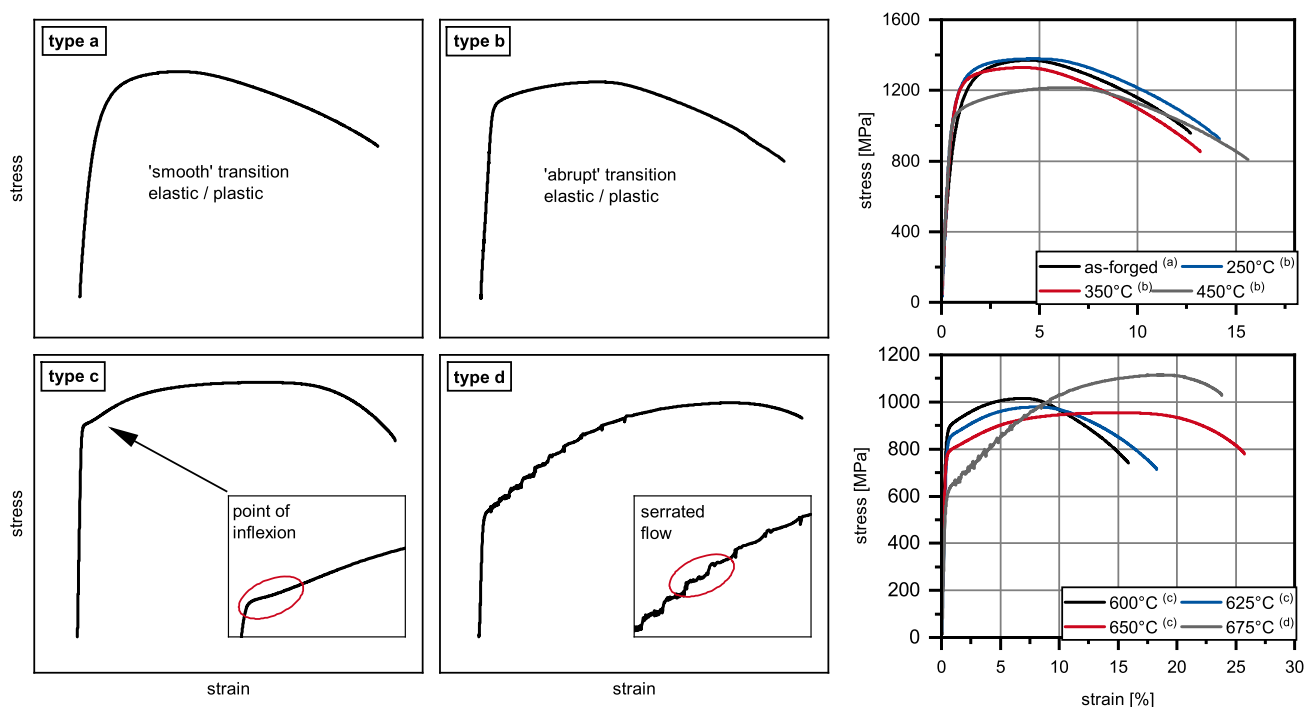 type a
'smooth' transition
elastic / plastic
stress
type b
'abrupt' transition
elastic / plastic
1600
1200
800
400
0
stress [MPa]
0
5
10
15
as-forged (a)
250°C (b)
350°C (b)
450°C (b)
type c
point of
inflexion
stress
strain
type d
serrated
flow
1200
1000
800
600
400
200
0
stress [MPa]
600°C (c)
625°C (c)
650°C (c)
675°C (d)
0
5
10
15
20
25
30
strain [%]